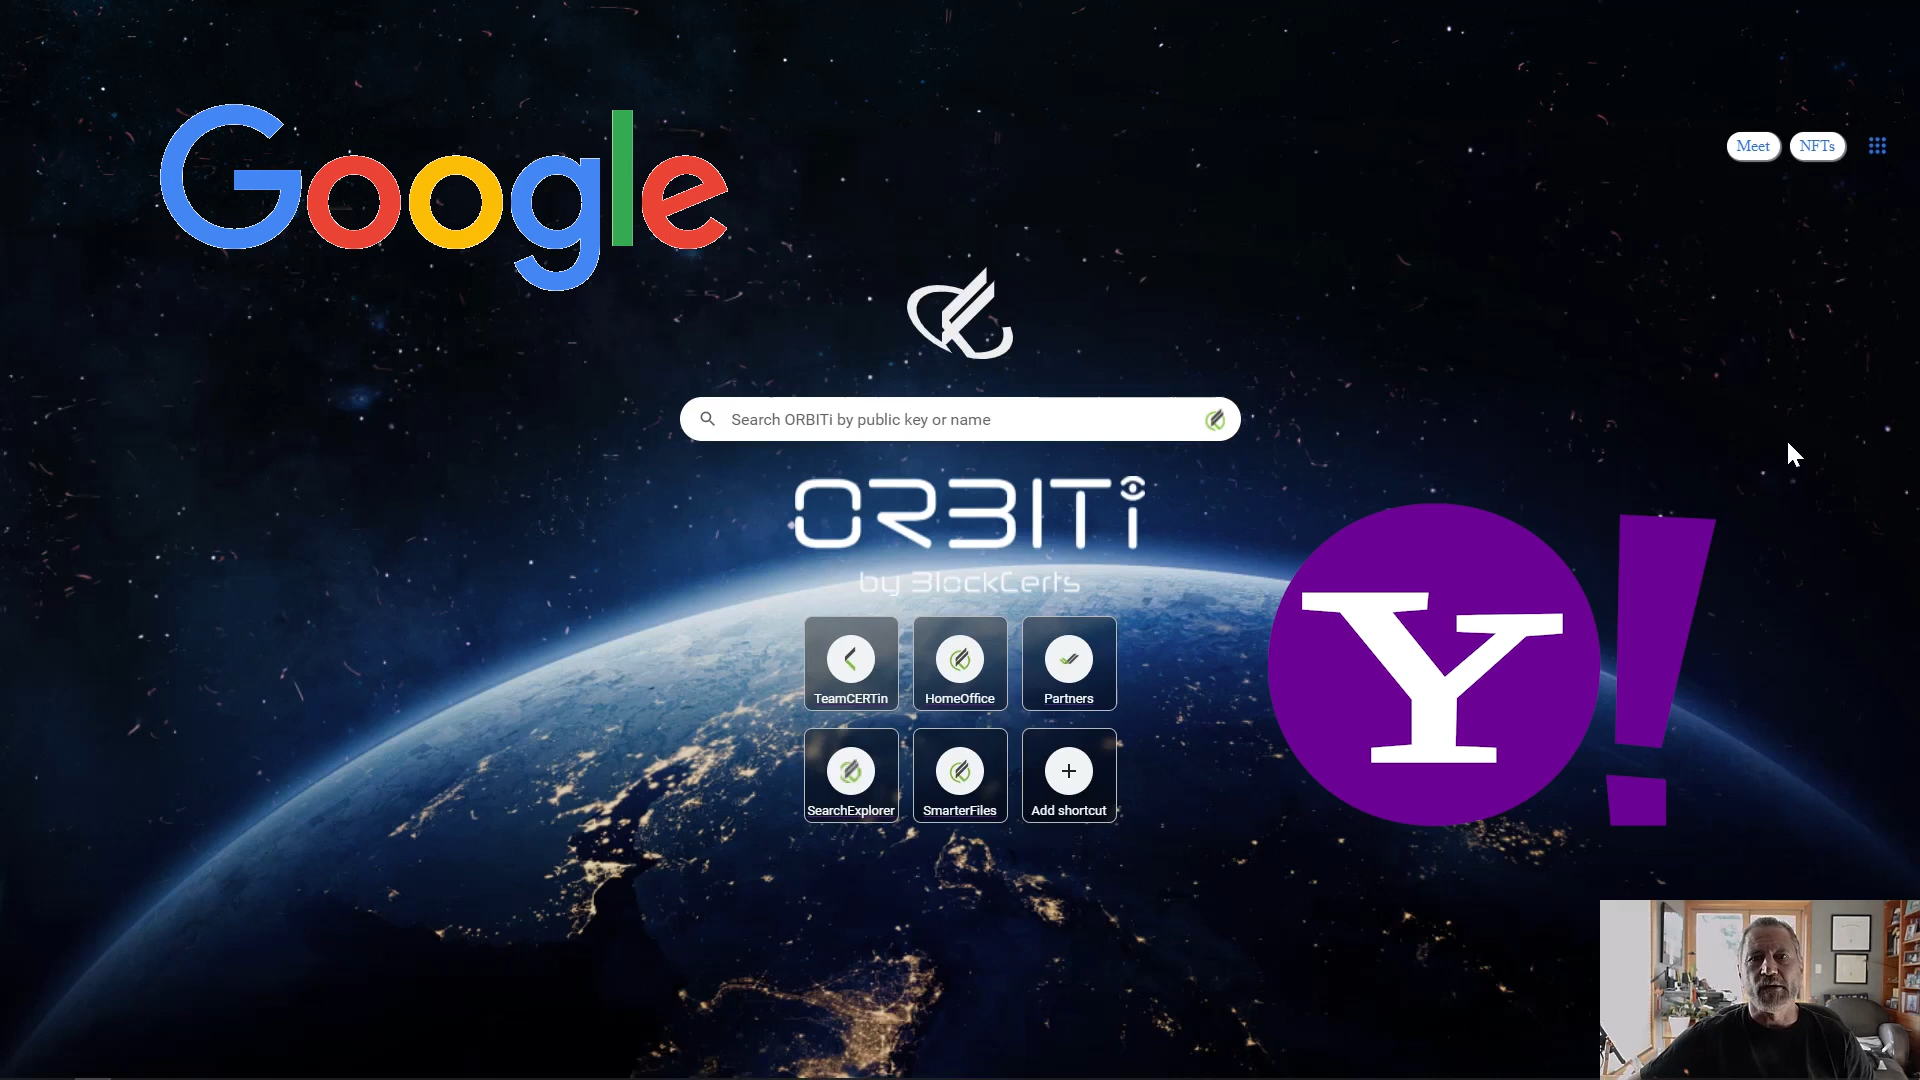 Google
Meet
NFTs
Search ORBITi by public key or name
ORBITi
by BlockCerts
Y!
TeamCERTin
HomeOffice
Partners
SearchExplorer
SmarterFiles
Add shortcut